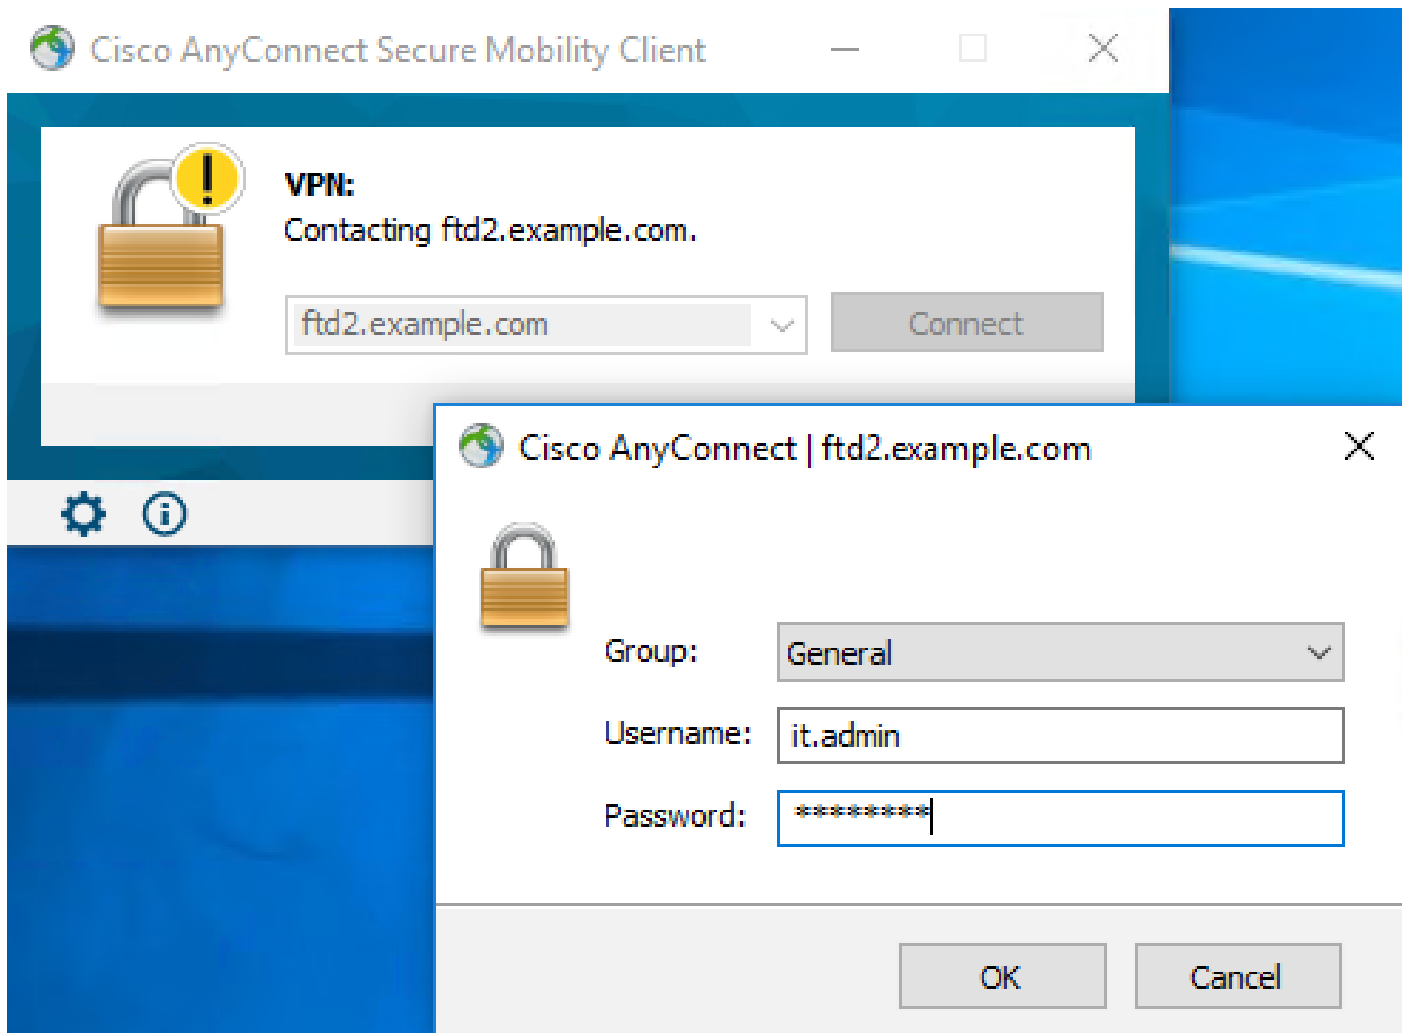 Cisco AnyConnect Secure Mobility Client
VPN:
Contacting ftd2.example.com.
ftd2.example.com
Connect
Cisco AnyConnect | ftd2.example.com
Group:
General
Username:
it.admin
Password:
********
OK
Cancel